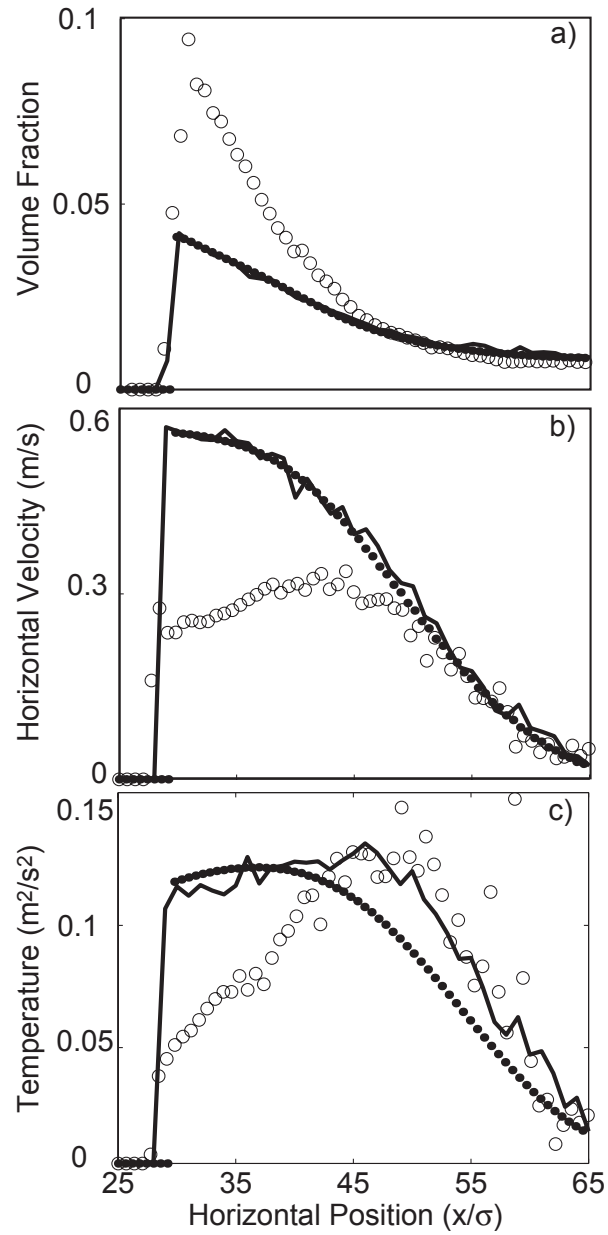 0.1
a)
Volume Fraction
0.05
0
0.6
b)
Horizontal Velocity (m/s)
0.3
0
0.15
c)
Temperature (m²/s²)
0.1
0.05
0
25 35 45 55 65
Horizontal Position (x/σ)